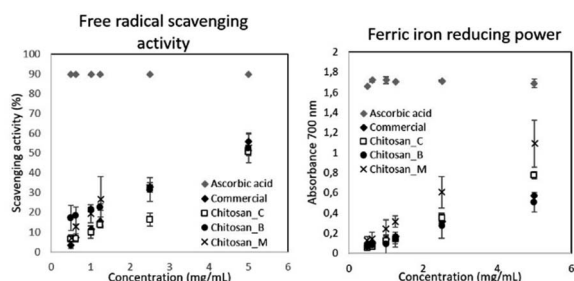 Free radical scavenging
activity
100
90
80
70
60
50
40
30
20
10
0
Scavenging activity (%)
Ascorbic acid
Commercial
Chitosan_C
Chitosan_B
Chitosan_M
0 1 2 3 4 5 6
Concentration (mg/mL)
Ferric iron reducing power
2
1,8
1,6
1,4
1,2
1
0,8
0,6
0,4
0,2
0
Absorbance 700 nm
Ascorbic acid
Commercial
Chitosan_C
Chitosan_B
Chitosan_M
0 1 2 3 4 5 6
Concentration (mg/mL)